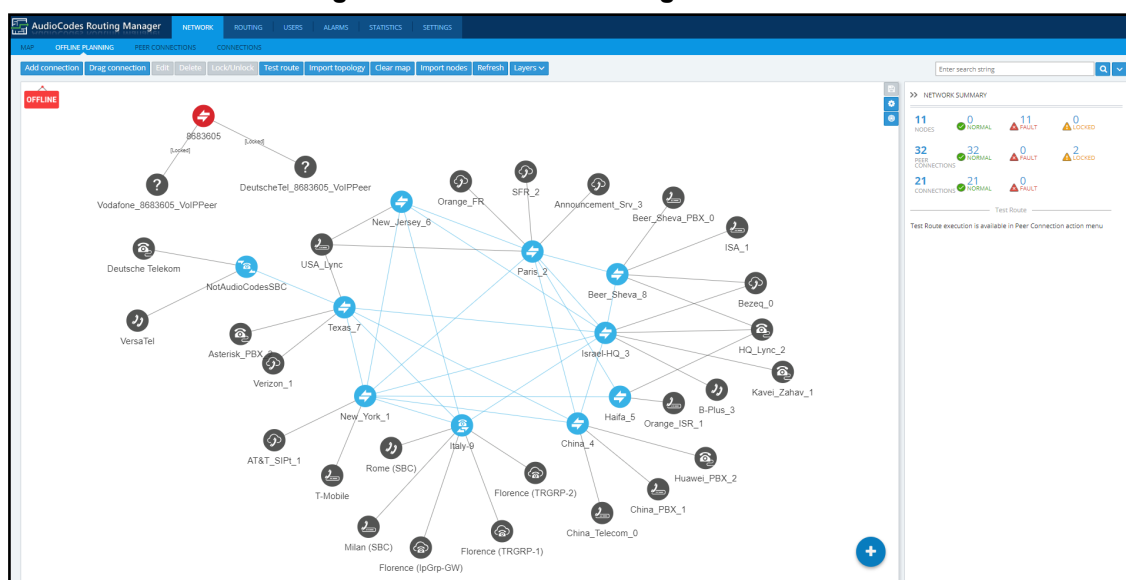 AudioCodes Routing Manager
NETWORK ROUTING USERS ALARMS STATISTICS SETTINGS
MAP OFFLINE PLANNING PEER CONNECTIONS CONNECTIONS
Add connection Drag connection Edit Delete Lock/Unlock Test route Import topology Clear map Import nodes Refresh Layers
Enter search string
OFFLINE
8683605
[Locked]
[Locked]
DeutscheTel_8683605_VoIPPeer
Vodafone_8683605_VoIPPeer
Orange_FR
SFR_2
Announcement_Srv_3
Beer_Sheva_PBX_0
New_Jersey_6
ISA_1
USA_Lync
Paris_2
Deutsche Telekom
NotAudioCodesSBC
Beer_Sheva_8
Bezeq_0
VersaTel
Texas_7
Asterisk_PBX_
Israel-HQ_3
HQ_Lync_2
Verizon_1
Kavei_Zahav_1
New_York_1
Haifa_5
Orange_ISR_1
B-Plus_3
Italy-9
China_4
AT&T_SIPt_1
Rome (SBC)
Huawei_PBX_2
T-Mobile
Florence (TRGRP-2)
China_PBX_1
China_Telecom_0
Milan (SBC)
Florence (TRGRP-1)
Florence (IpGrp-GW)
NETWORK SUMMARY
11 NODES 0 NORMAL 11 FAULT 0 LOCKED
32 PEER CONNECTIONS 32 NORMAL 0 FAULT 2 LOCKED
21 CONNECTIONS 21 NORMAL 0 FAULT
Test Route
Test Route execution is available in Peer Connection action menu